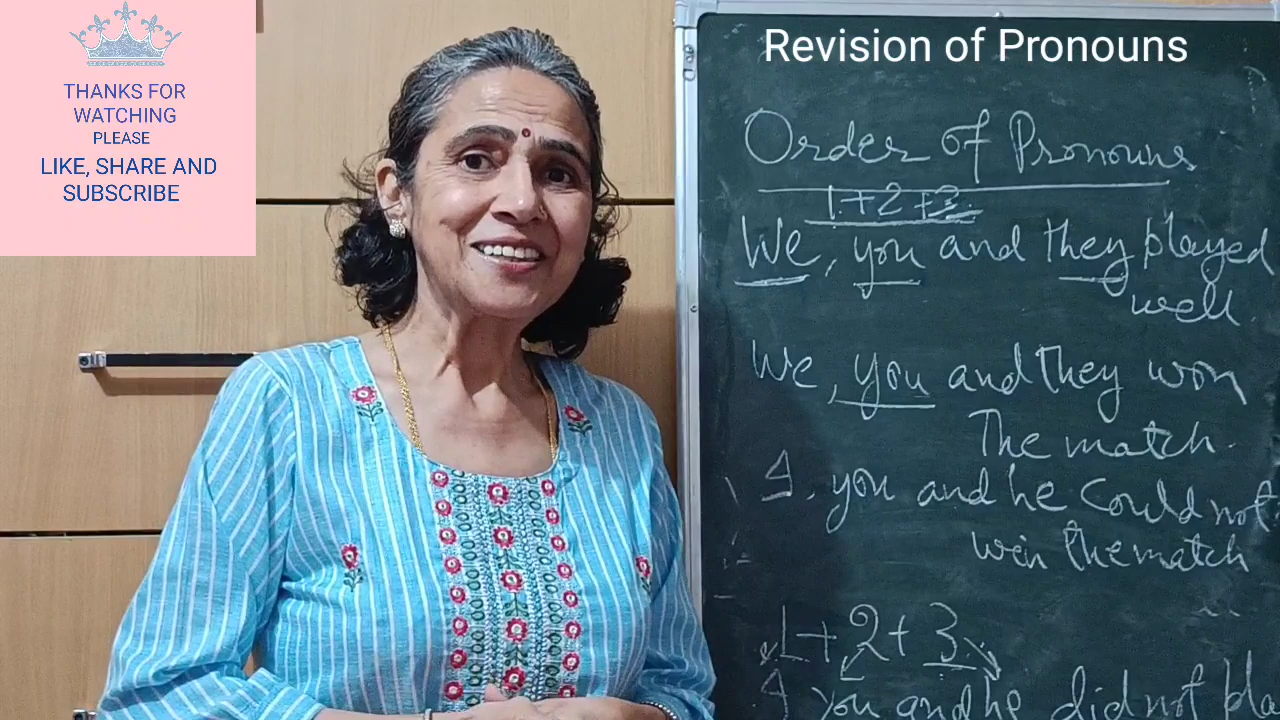 THANKS FOR
WATCHING
PLEASE
LIKE, SHARE AND
SUBSCRIBE
Revision of Pronouns
Order of Pronouns
1+2+3
We, you and they played
well.
We, you and they won
The match.
I, you and he could not
win the match
1+2+3
I you and he did not pla